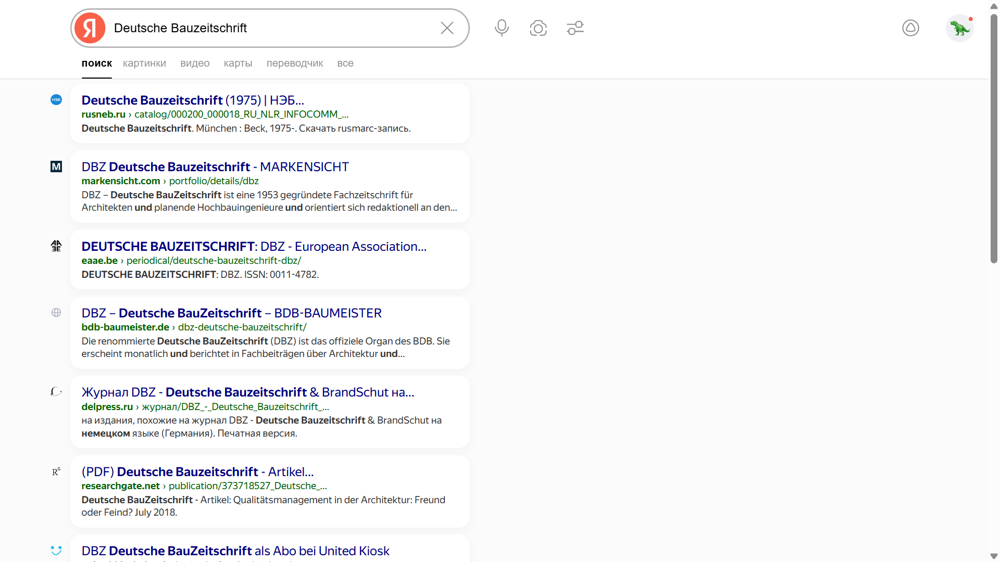 Я Deutsche Bauzeitschrift
поиск картинки видео карты переводчик все
НЭБ
Deutsche Bauzeitschrift (1975) | НЭБ...
rusneb.ru › catalog/000200_000018_RU_NLR_INFOCOMM_...
Deutsche Bauzeitschrift. München : Beck, 1975-. Скачать rusmarc-запись.
M
DBZ Deutsche Bauzeitschrift - MARKENSICHT
markensicht.com › portfolio/details/dbz
DBZ – Deutsche BauZeitschrift ist eine 1953 gegründete Fachzeitschrift für
Architekten und planende Hochbauingenieure und orientiert sich redaktionell an den...
DEUTSCHE BAUZEITSCHRIFT: DBZ - European Association...
eaae.be › periodical/deutsche-bauzeitschrift-dbz/
DEUTSCHE BAUZEITSCHRIFT: DBZ. ISSN: 0011-4782.
DBZ – Deutsche BauZeitschrift – BDB-BAUMEISTER
bdb-baumeister.de › dbz-deutsche-bauzeitschrift/
Die renommierte Deutsche BauZeitschrift (DBZ) ist das offiziele Organ des BDB. Sie
erscheint monatlich und berichtet in Fachbeiträgen über Architektur und...
Журнал DBZ - Deutsche Bauzeitschrift & BrandSchut на...
delpress.ru › журнал/DBZ_-_Deutsche_Bauzeitschrift_...
на издания, похожие на журнал DBZ - Deutsche Bauzeitschrift & BrandSchut на
немецком языке (Германия). Печатная версия.
RG
(PDF) Deutsche Bauzeitschrift - Artikel...
researchgate.net › publication/373718527_Deutsche_...
Deutsche BauZeitschrift - Artikel: Qualitätsmanagement in der Architektur: Freund
oder Feind? July 2018.
DBZ Deutsche BauZeitschrift als Abo bei United Kiosk